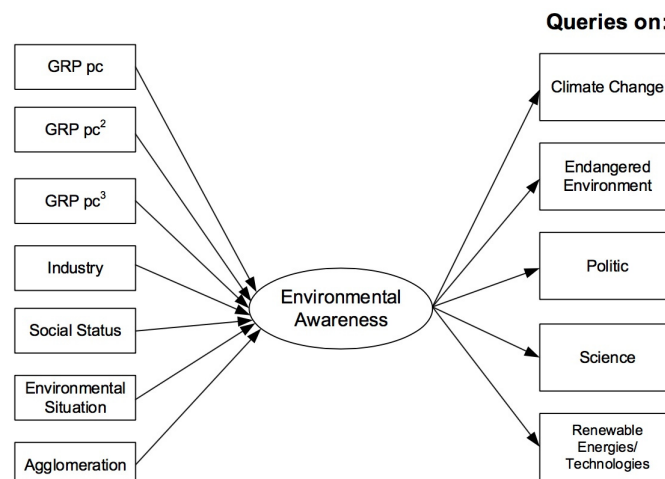 Queries on:
GRP pc
GRP pc²
GRP pc³
Industry
Social Status
Environmental
Situation
Agglomeration
Environmental
Awareness
Climate Change
Endangered
Environment
Politic
Science
Renewable
Energies/
Technologies